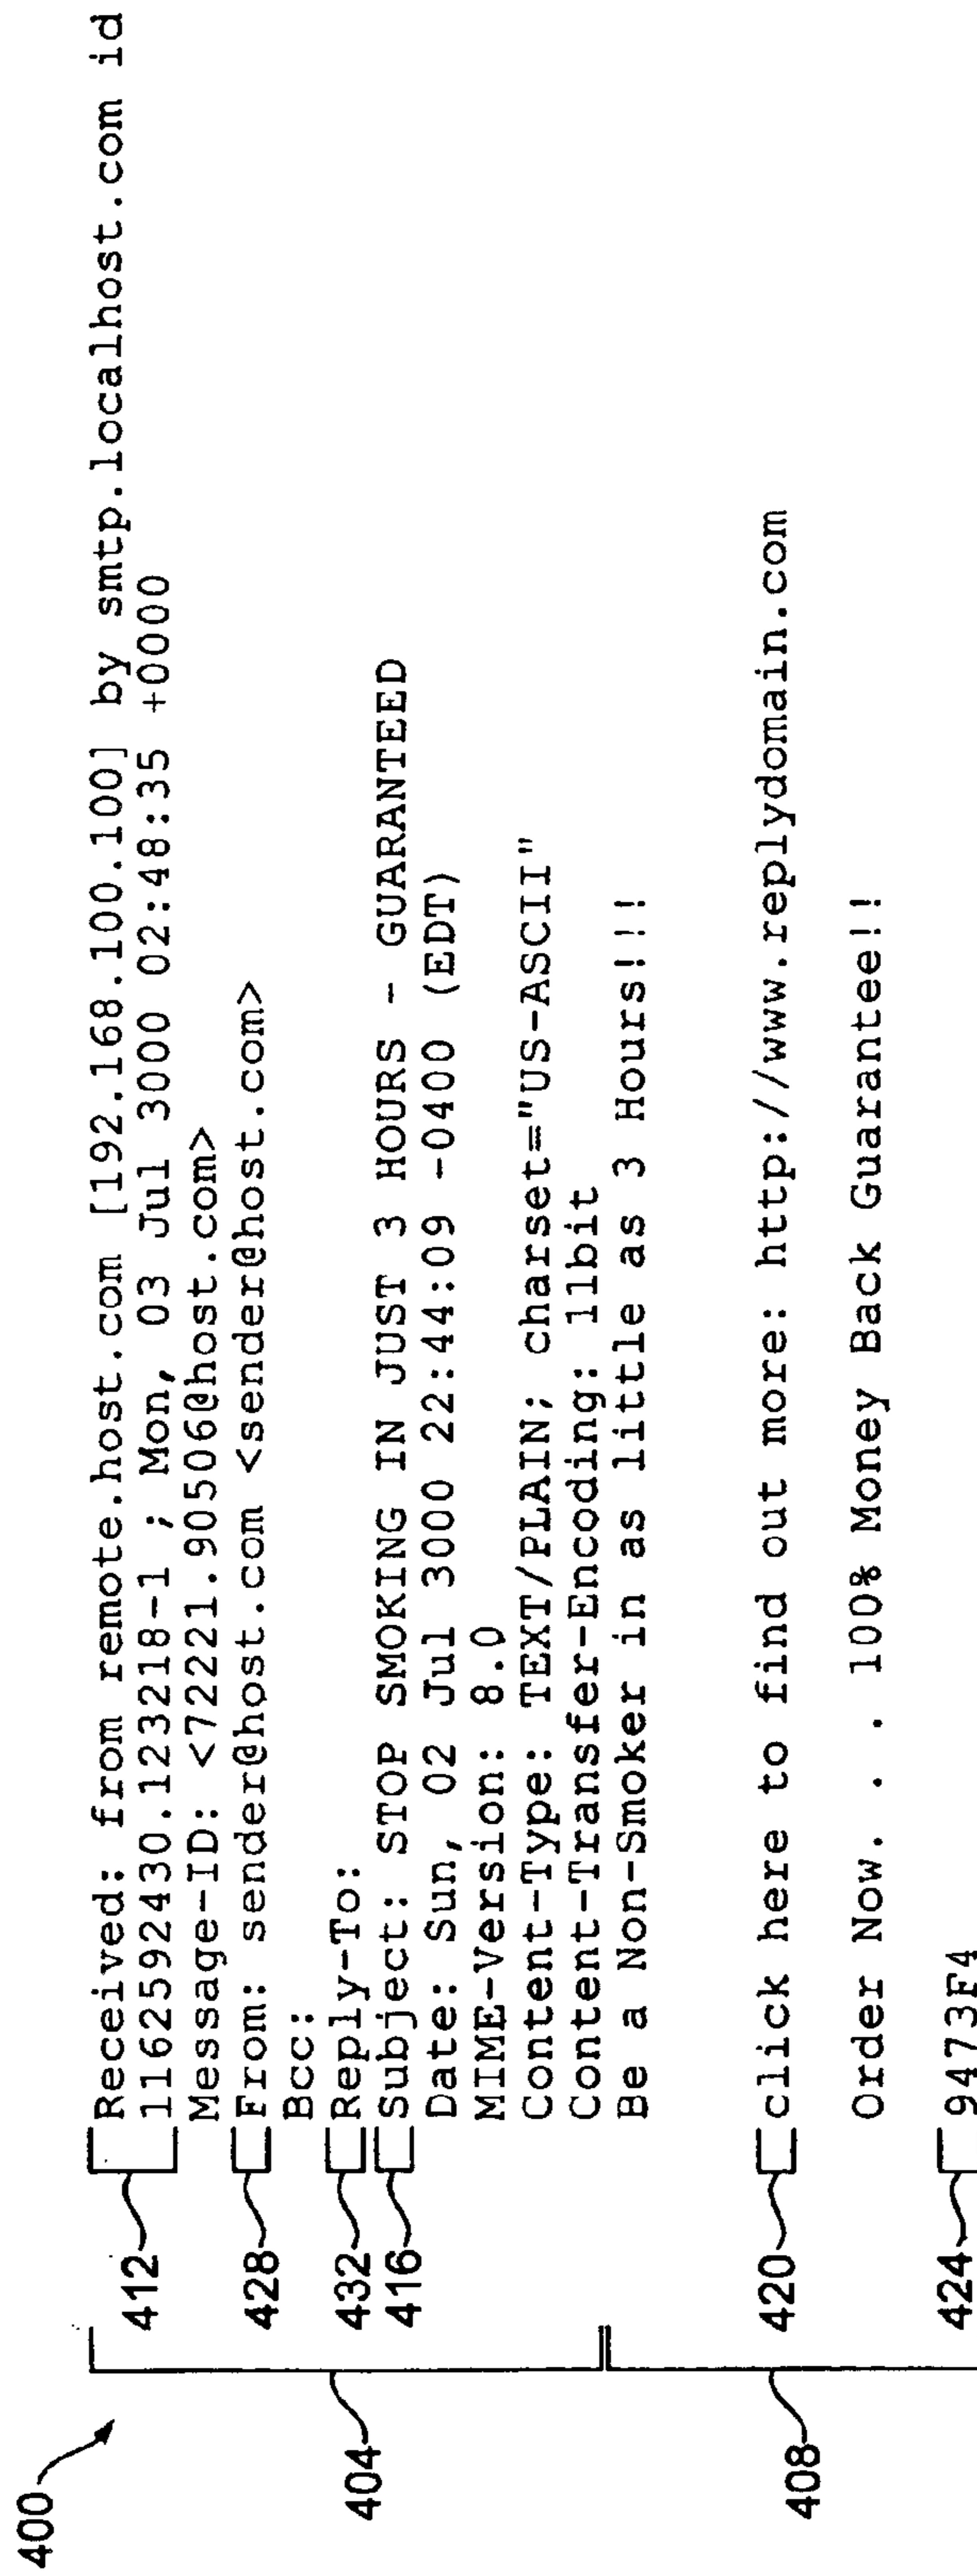 400
404
412 Received: from remote.host.com [192.168.100.100] by smtp.localhost.com id
1162592430.123218-1 ; Mon, 03 Jul 3000 02:48:35 +0000
Message-ID: <72221.90506@host.com>
428 From: sender@host.com <sender@host.com>
Bcc:
432 Reply-To:
416 Subject: STOP SMOKING IN JUST 3 HOURS - GUARANTEED
Date: Sun, 02 Jul 3000 22:44:09 -0400 (EDT)
MIME-Version: 8.0
Content-Type: TEXT/PLAIN; charset="US-ASCII"
Content-Transfer-Encoding: 11bit
408
Be a Non-Smoker in as little as 3 Hours!!!
420 click here to find out more: http://www.replydomain.com
Order Now. . . 100% Money Back Guarantee!!
424 9473F4